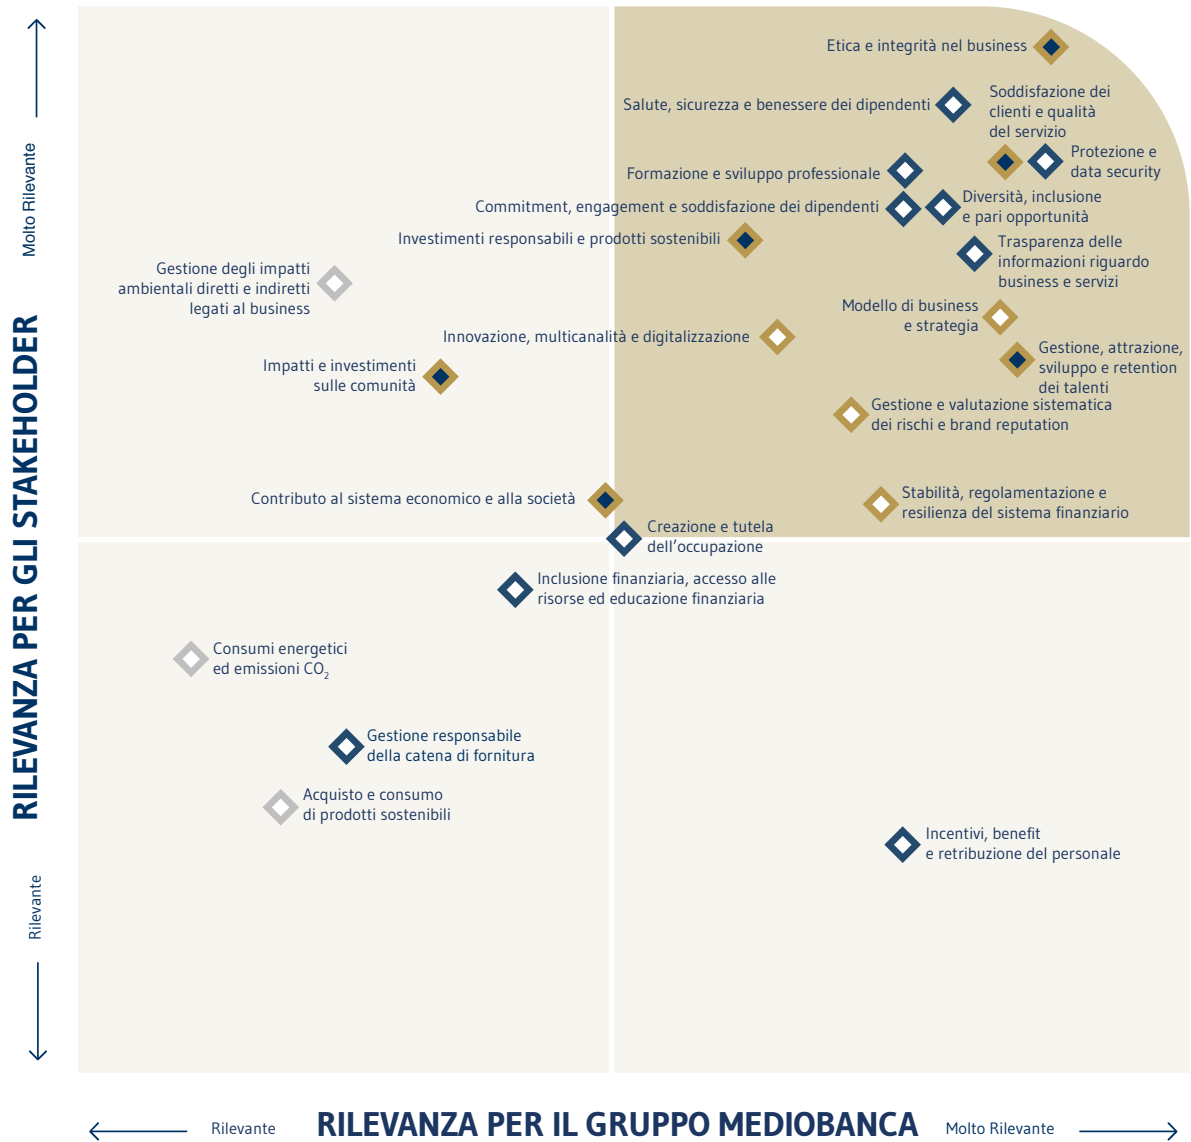 Etica e integrità nel business
Salute, sicurezza e benessere dei dipendenti
Soddisfazione dei
clienti e qualità
del servizio
Protezione e
data security
Formazione e sviluppo professionale
Commitment, engagement e soddisfazione dei dipendenti
Diversità, inclusione
e pari opportunità
Investimenti responsabili e prodotti sostenibili
Trasparenza delle
informazioni riguardo
business e servizi
Gestione degli impatti
ambientali diretti e indiretti
legati al business
Modello di business
e strategia
Innovazione, multicanalità e digitalizzazione
Gestione, attrazione,
sviluppo e retention
dei talenti
Impatti e investimenti
sulle comunità
Gestione e valutazione sistematica
dei rischi e brand reputation
Contributo al sistema economico e alla società
Stabilità, regolamentazione e
resilienza del sistema finanziario
Creazione e tutela
dell’occupazione
Inclusione finanziaria, accesso alle
risorse ed educazione finanziaria
Consumi energetici
ed emissioni CO₂
Gestione responsabile
della catena di fornitura
Acquisto e consumo
di prodotti sostenibili
Incentivi, benefit
e retribuzione del personale
Molto Rilevante
RILEVANZA PER GLI STAKEHOLDER
Rilevante
Rilevante
RILEVANZA PER IL GRUPPO MEDIOBANCA
Molto Rilevante